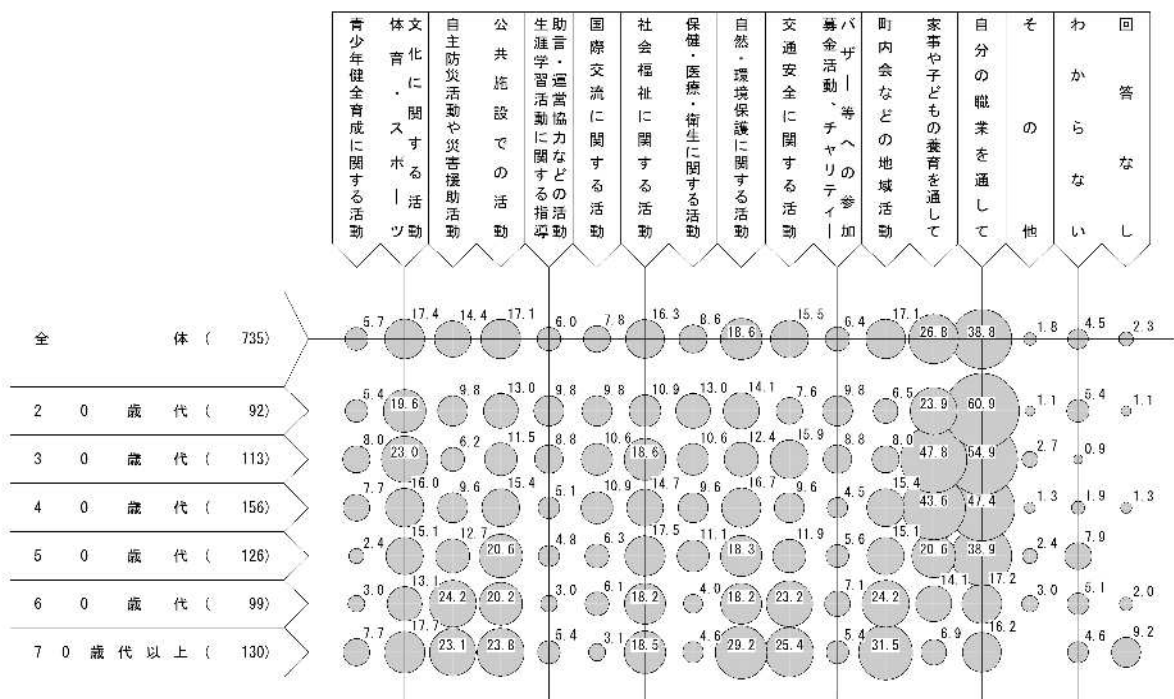 青少年健全育成に関する活動
体育・スポーツ
文化に関する活動
自主防災活動や災害援助活動
公共施設での活動
生涯学習活動に関する指導
助言・運営協力などの活動
国際交流に関する活動
社会福祉に関する活動
保健・医療・衛生に関する活動
自然・環境保護に関する活動
交通安全に関する活動
募金活動、チャリティー
バザー等への参加
町内会などの地域活動
家事や子どもの養育を通して
自分の職業を通して
その他
わからない
回答なし
全体( 735) 5.7 17.4 14.4 17.1 6.0 7.8 16.3 8.6 18.6 15.5 6.4 17.1 26.8 38.8 1.8 4.5 2.3
20歳代( 92) 5.4 19.6 9.8 13.0 9.8 9.8 10.9 13.0 14.1 7.6 9.8 6.5 23.9 60.9 1.1 5.4 1.1
30歳代( 113) 8.0 23.0 6.2 11.5 8.8 10.6 18.6 10.6 12.4 15.9 8.8 8.0 47.8 54.9 2.7 0.9
40歳代( 156) 7.7 16.0 9.6 15.4 5.1 10.9 14.7 9.6 16.7 9.6 4.5 15.4 43.6 47.4 1.3 1.9 1.3
50歳代( 126) 2.4 15.1 12.7 20.6 4.8 6.3 17.5 11.1 18.3 11.9 5.6 15.1 20.6 38.9 2.4 7.9
60歳代( 99) 3.0 13.1 24.2 20.2 3.0 6.1 18.2 4.0 18.2 23.2 7.1 24.2 14.1 17.2 3.0 5.1 2.0
70歳代以上( 130) 7.7 17.7 23.1 23.8 5.4 3.1 18.5 4.6 29.2 25.4 5.4 31.5 6.9 16.2 4.6 9.2